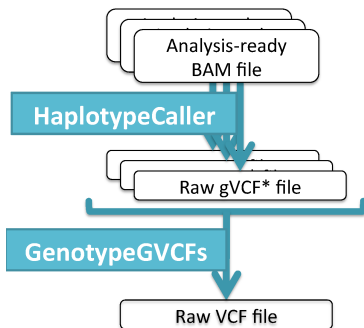 Analysis-ready
BAM file
HaplotypeCaller
Raw gVCF* file
GenotypeGVCFs
Raw VCF file